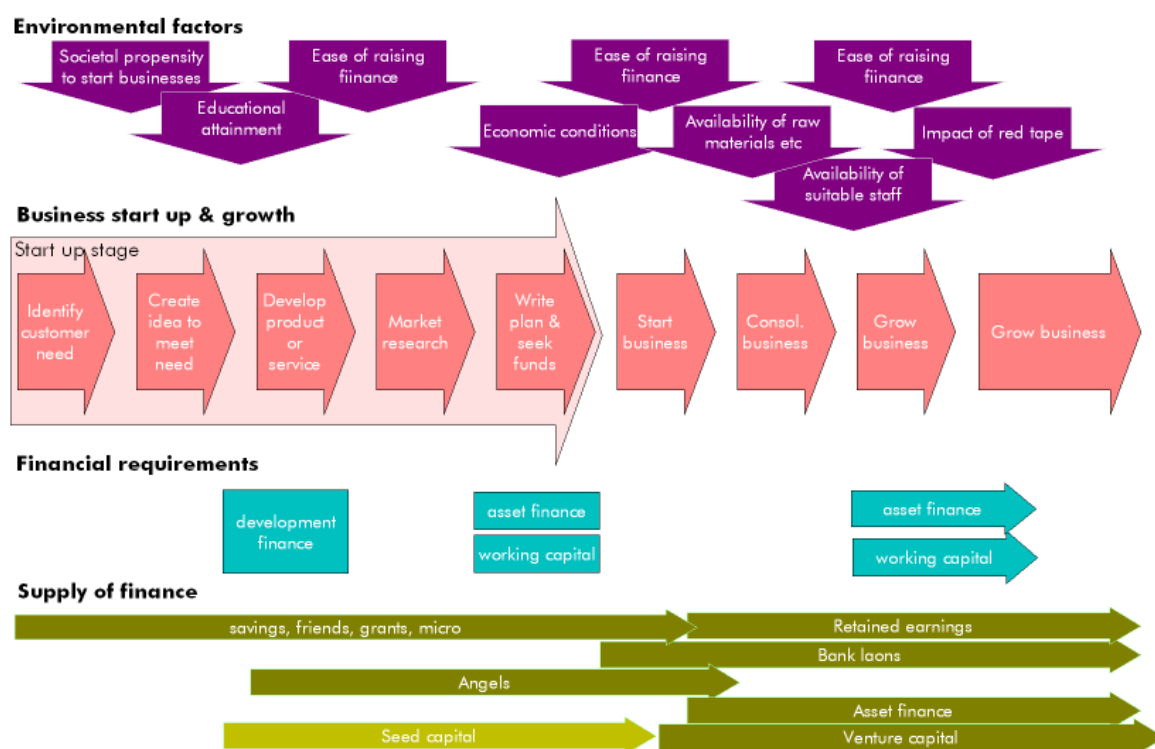 Environmental factors
Societal propensity
to start businesses
Ease of raising
fiinance
Ease of raising
fiinance
Ease of raising
fiinance
Educational
attainment
Economic conditions
Availability of raw
materials etc
Impact of red tape
Availability of
suitable staff
Business start up & growth
Start up stage
Identify
customer
need
Create
idea to
meet
need
Develop
product
or
service
Market
research
Write
plan &
seek
funds
Start
business
Consol.
business
Grow
business
Grow business
Financial requirements
development
finance
asset finance
working capital
asset finance
working capital
Supply of finance
savings, friends, grants, micro
Retained earnings
Bank laons
Angels
Asset finance
Seed capital
Venture capital